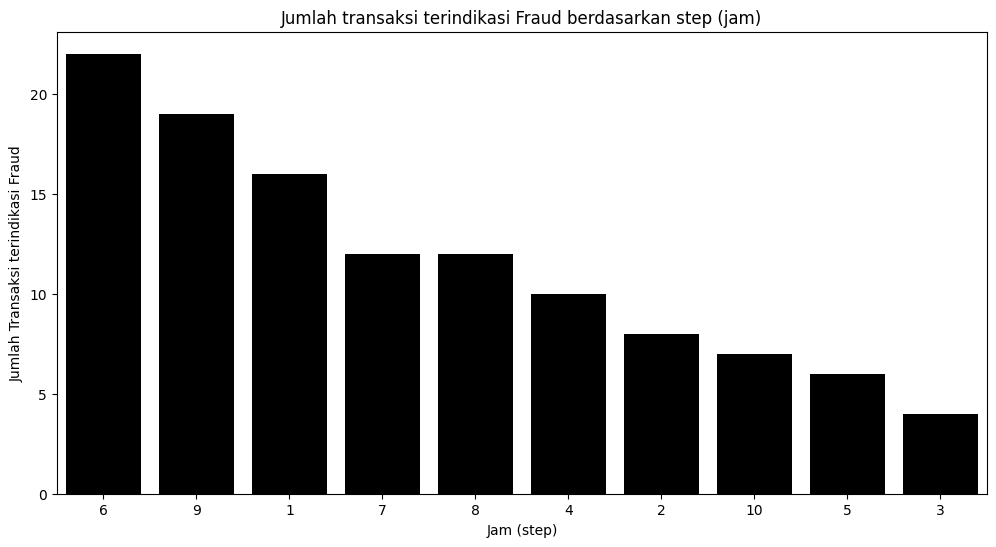 Jumlah transaksi terindikasi Fraud berdasarkan step (jam)
Jumlah Transaksi terindikasi Fraud
20
15
10
5
0
6 9 1 7 8 4 2 10 5 3
Jam (step)